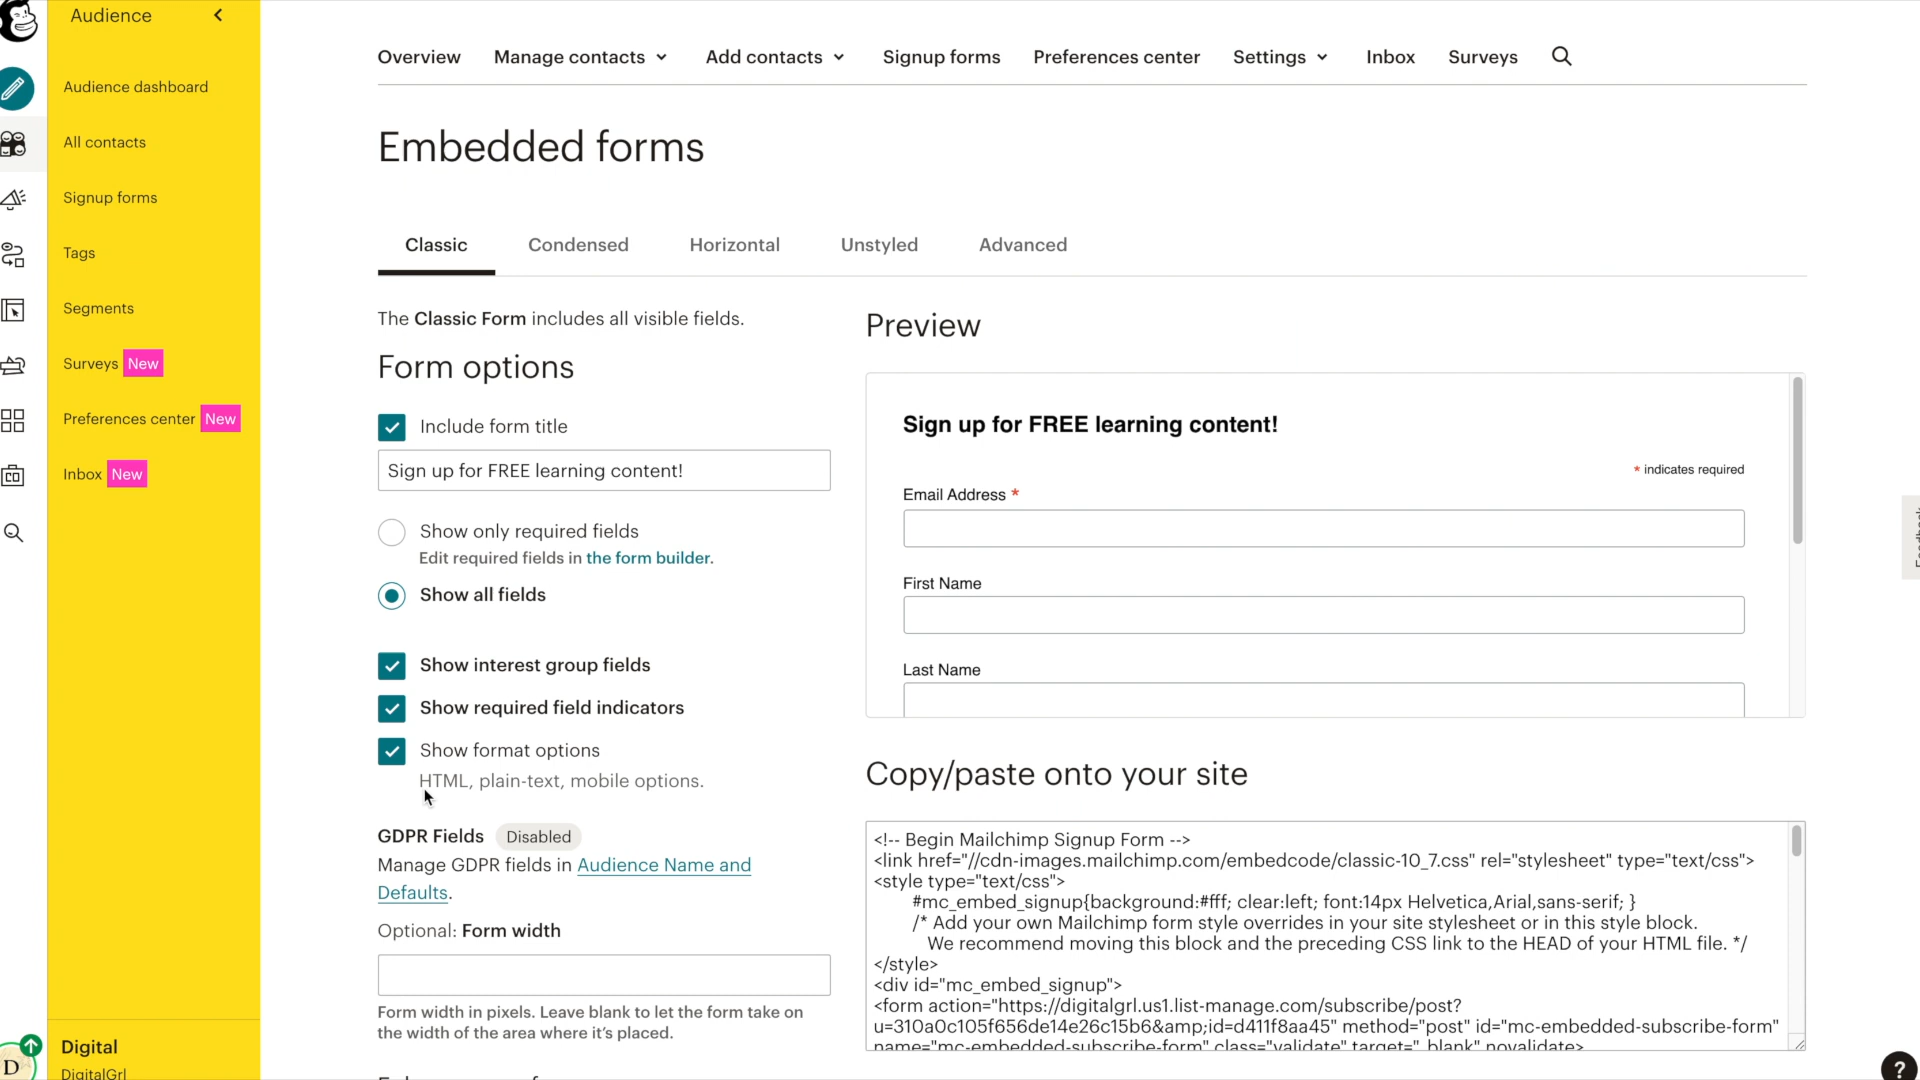 Audience
Audience dashboard
All contacts
Signup forms
Tags
Segments
Surveys New
Preferences center New
Inbox New
D
Digital
DigitalGrl
Overview Manage contacts Add contacts Signup forms Preferences center Settings Inbox Surveys
Embedded forms
Classic Condensed Horizontal Unstyled Advanced
The Classic Form includes all visible fields.
Form options
Include form title
Sign up for FREE learning content!
Show only required fields
Edit required fields in the form builder.
Show all fields
Show interest group fields
Show required field indicators
Show format options
HTML, plain-text, mobile options.
GDPR Fields Disabled
Manage GDPR fields in Audience Name and
Defaults.
Optional: Form width
Form width in pixels. Leave blank to let the form take on
the width of the area where it's placed.
Preview
Sign up for FREE learning content!
* indicates required
Email Address *
First Name
Last Name
Copy/paste onto your site
<!-- Begin Mailchimp Signup Form -->
<link href="//cdn-images.mailchimp.com/embedcode/classic-10_7.css" rel="stylesheet" type="text/css">
<style type="text/css">
#mc_embed_signup{background:#fff; clear:left; font:14px Helvetica,Arial,sans-serif; }
/* Add your own Mailchimp form style overrides in your site stylesheet or in this style block.
We recommend moving this block and the preceding CSS link to the HEAD of your HTML file. */
</style>
<div id="mc_embed_signup">
<form action="https://digitalgrl.us1.list-manage.com/subscribe/post?
u=310a0c105f656de14e26c15b6&amp;id=d411f8aa45" method="post" id="mc-embedded-subscribe-form"
name="mc-embedded-subscribe-form" class="validate" target="_blank" novalidate>
Feedback
?